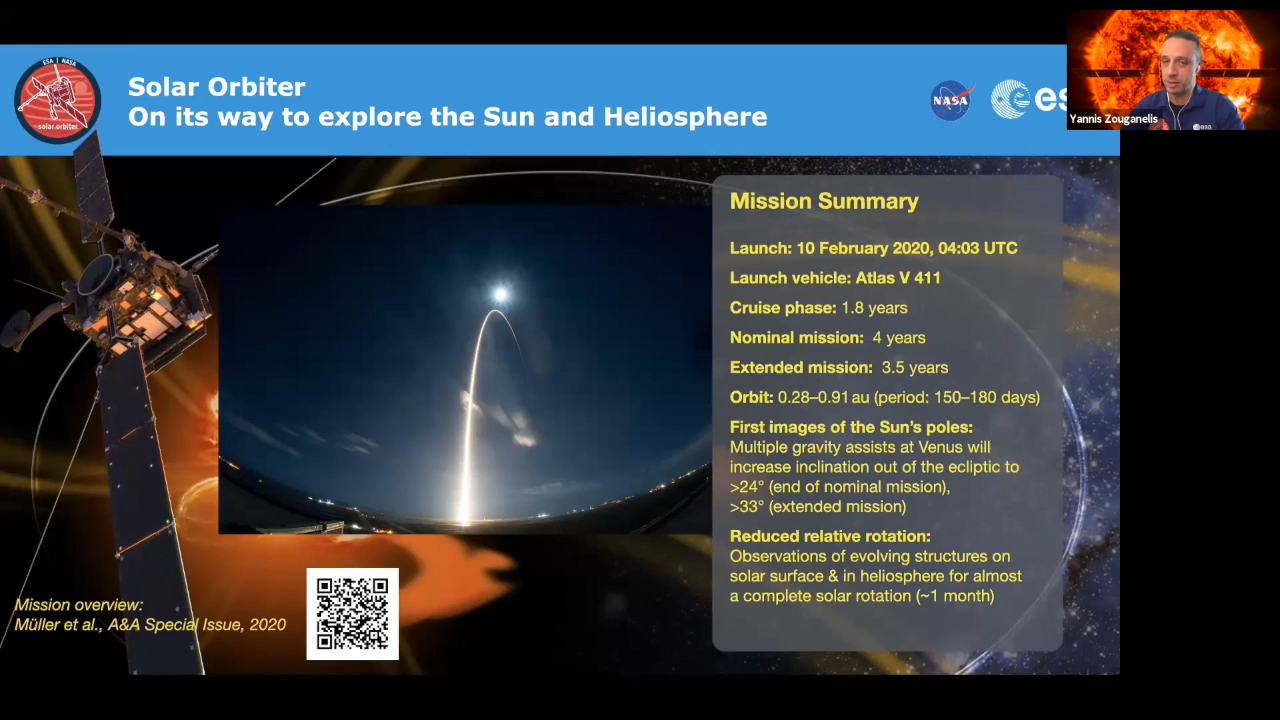 ESA | NASA
solar orbiter
Solar Orbiter
On its way to explore the Sun and Heliosphere
NASA
es
Yannis Zouganelis
esa
Mission Summary
Launch: 10 February 2020, 04:03 UTC
Launch vehicle: Atlas V 411
Cruise phase: 1.8 years
Nominal mission: 4 years
Extended mission: 3.5 years
Orbit: 0.28–0.91 au (period: 150–180 days)
First images of the Sun's poles:
Multiple gravity assists at Venus will
increase inclination out of the ecliptic to
>24° (end of nominal mission),
>33° (extended mission)
Reduced relative rotation:
Observations of evolving structures on
solar surface & in heliosphere for almost
a complete solar rotation (~1 month)
Mission overview:
Müller et al., A&A Special Issue, 2020